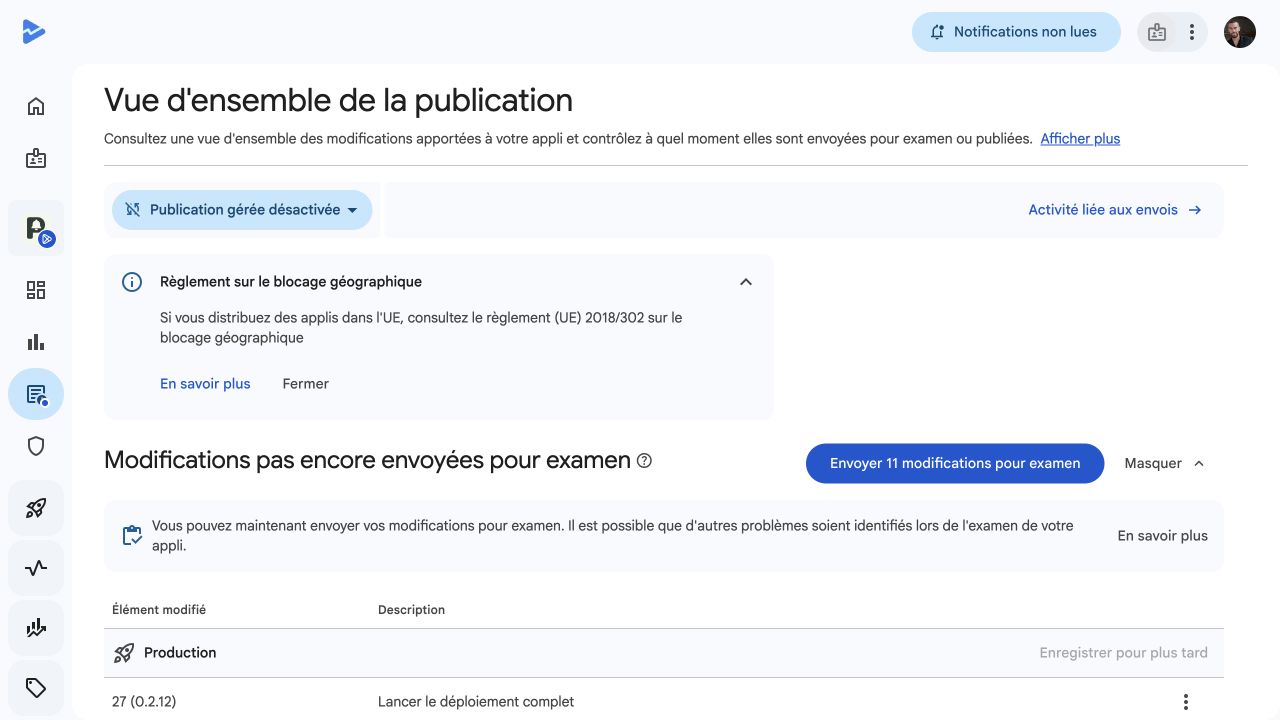 Notifications non lues
Vue d'ensemble de la publication
Consultez une vue d'ensemble des modifications apportées à votre appli et contrôlez à quel moment elles sont envoyées pour examen ou publiées. Afficher plus
Publication gérée désactivée
Activité liée aux envois
Règlement sur le blocage géographique
Si vous distribuez des applis dans l'UE, consultez le règlement (UE) 2018/302 sur le
blocage géographique
En savoir plus Fermer
Modifications pas encore envoyées pour examen
Envoyer 11 modifications pour examen
Masquer
Vous pouvez maintenant envoyer vos modifications pour examen. Il est possible que d'autres problèmes soient identifiés lors de l'examen de votre
appli.
En savoir plus
Élément modifié Description
Production Enregistrer pour plus tard
27 (0.2.12) Lancer le déploiement complet